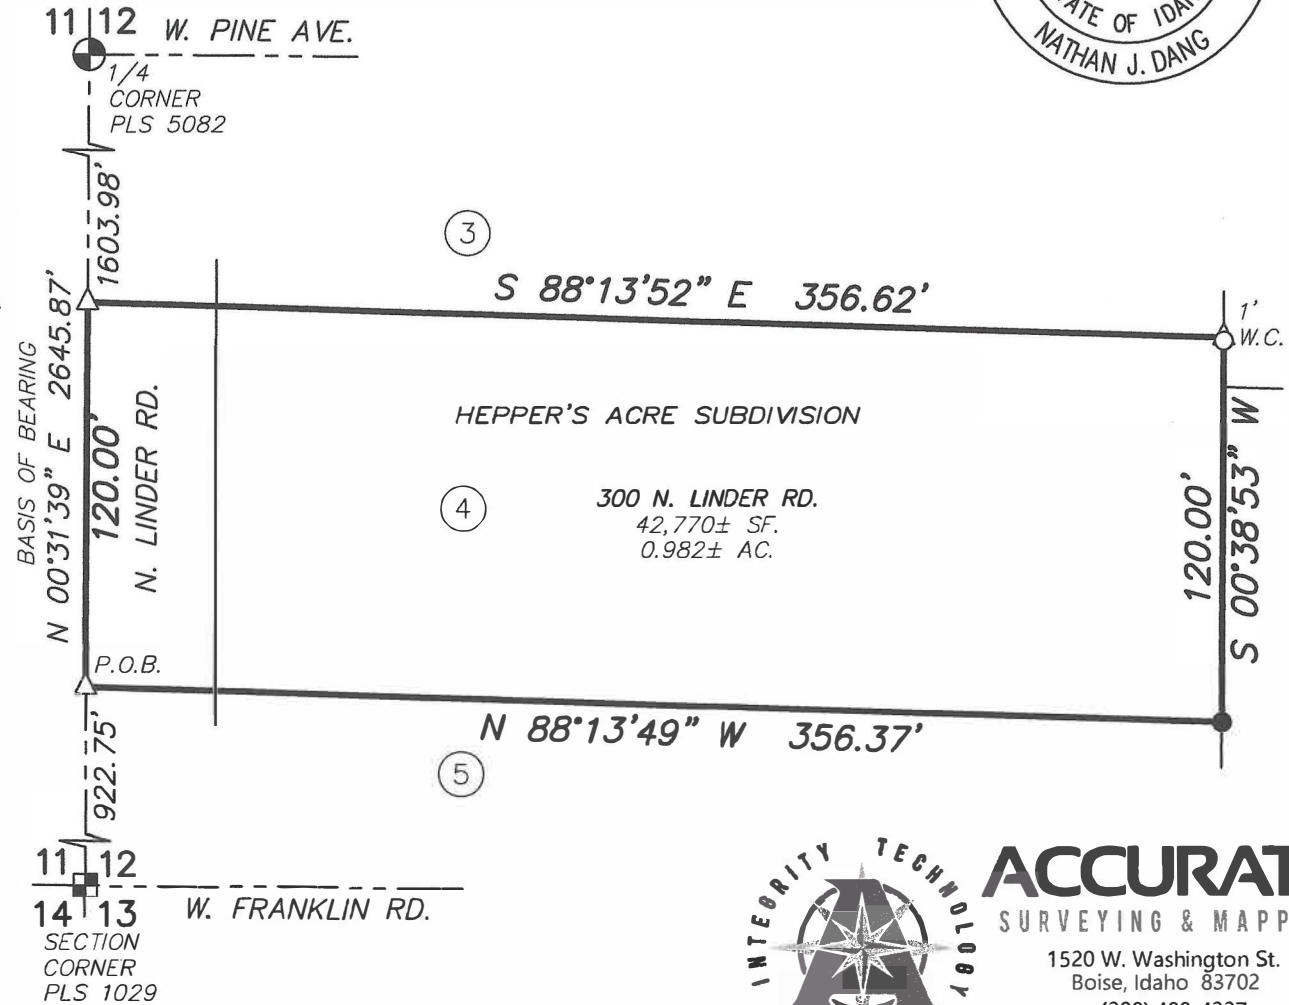 11 12 W. PINE AVE.
1/4
CORNER
PLS 5082
OF
NATHAN J. DANG
1603.98'
3
S 88°13'52" E 356.62'
1'
W.C.
BASIS OF BEARING
N 00°31'39" E 2645.87'
120.00'
N. LINDER RD.
HEPPER'S ACRE SUBDIVISION
4
300 N. LINDER RD.
42,770± SF.
0.982± AC.
120.00'
S 00°38'53" W
P.O.B.
N 88°13'49" W 356.37'
5
922.75'
11 12
14 13 W. FRANKLIN RD.
SECTION
CORNER
PLS 1029
INTEGRITY TECHNOLOGY
SURVEYING &
1520 W. Washington St.
Boise, Idaho 83702